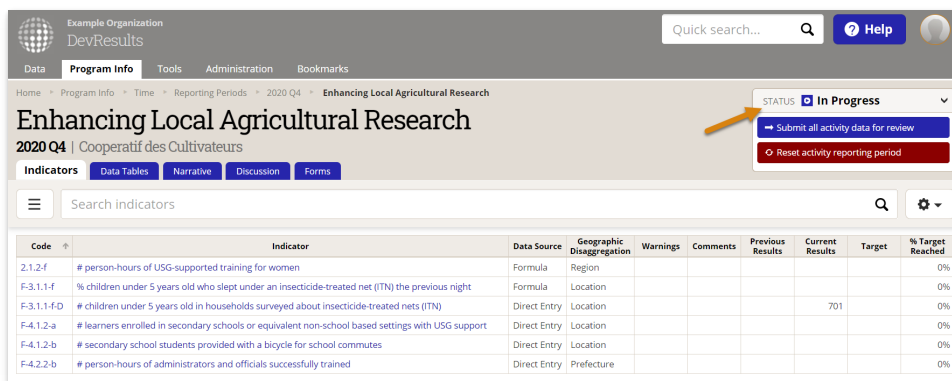 Example Organization
DevResults
Quick search...
Help
Data Program Info Tools Administration Bookmarks
Home Program Info Time Reporting Periods 2020 Q4 Enhancing Local Agricultural Research
STATUS In Progress
Enhancing Local Agricultural Research
Submit all activity data for review
2020 Q4 | Cooperatif des Cultivateurs
Reset activity reporting period
Indicators Data Tables Narrative Discussion Forms
Search indicators
Code Indicator Data Source Geographic Disaggregation Warnings Comments Previous Results Current Results Target % Target Reached
2.1.2-f # person-hours of USG-supported training for women Formula Region 0%
F-3.1.1-f % children under 5 years old who slept under an insecticide-treated net (ITN) the previous night Formula Location 0%
F-3.1.1-f-D # children under 5 years old in households surveyed about insecticide-treated nets (ITN) Direct Entry Location 701 0%
F-4.1.2-a # learners enrolled in secondary schools or equivalent non-school based settings with USG support Direct Entry Location 0%
F-4.1.2-b # secondary school students provided with a bicycle for school commutes Direct Entry Location 0%
F-4.2.2-b # person-hours of administrators and officials successfully trained Direct Entry Prefecture 0%